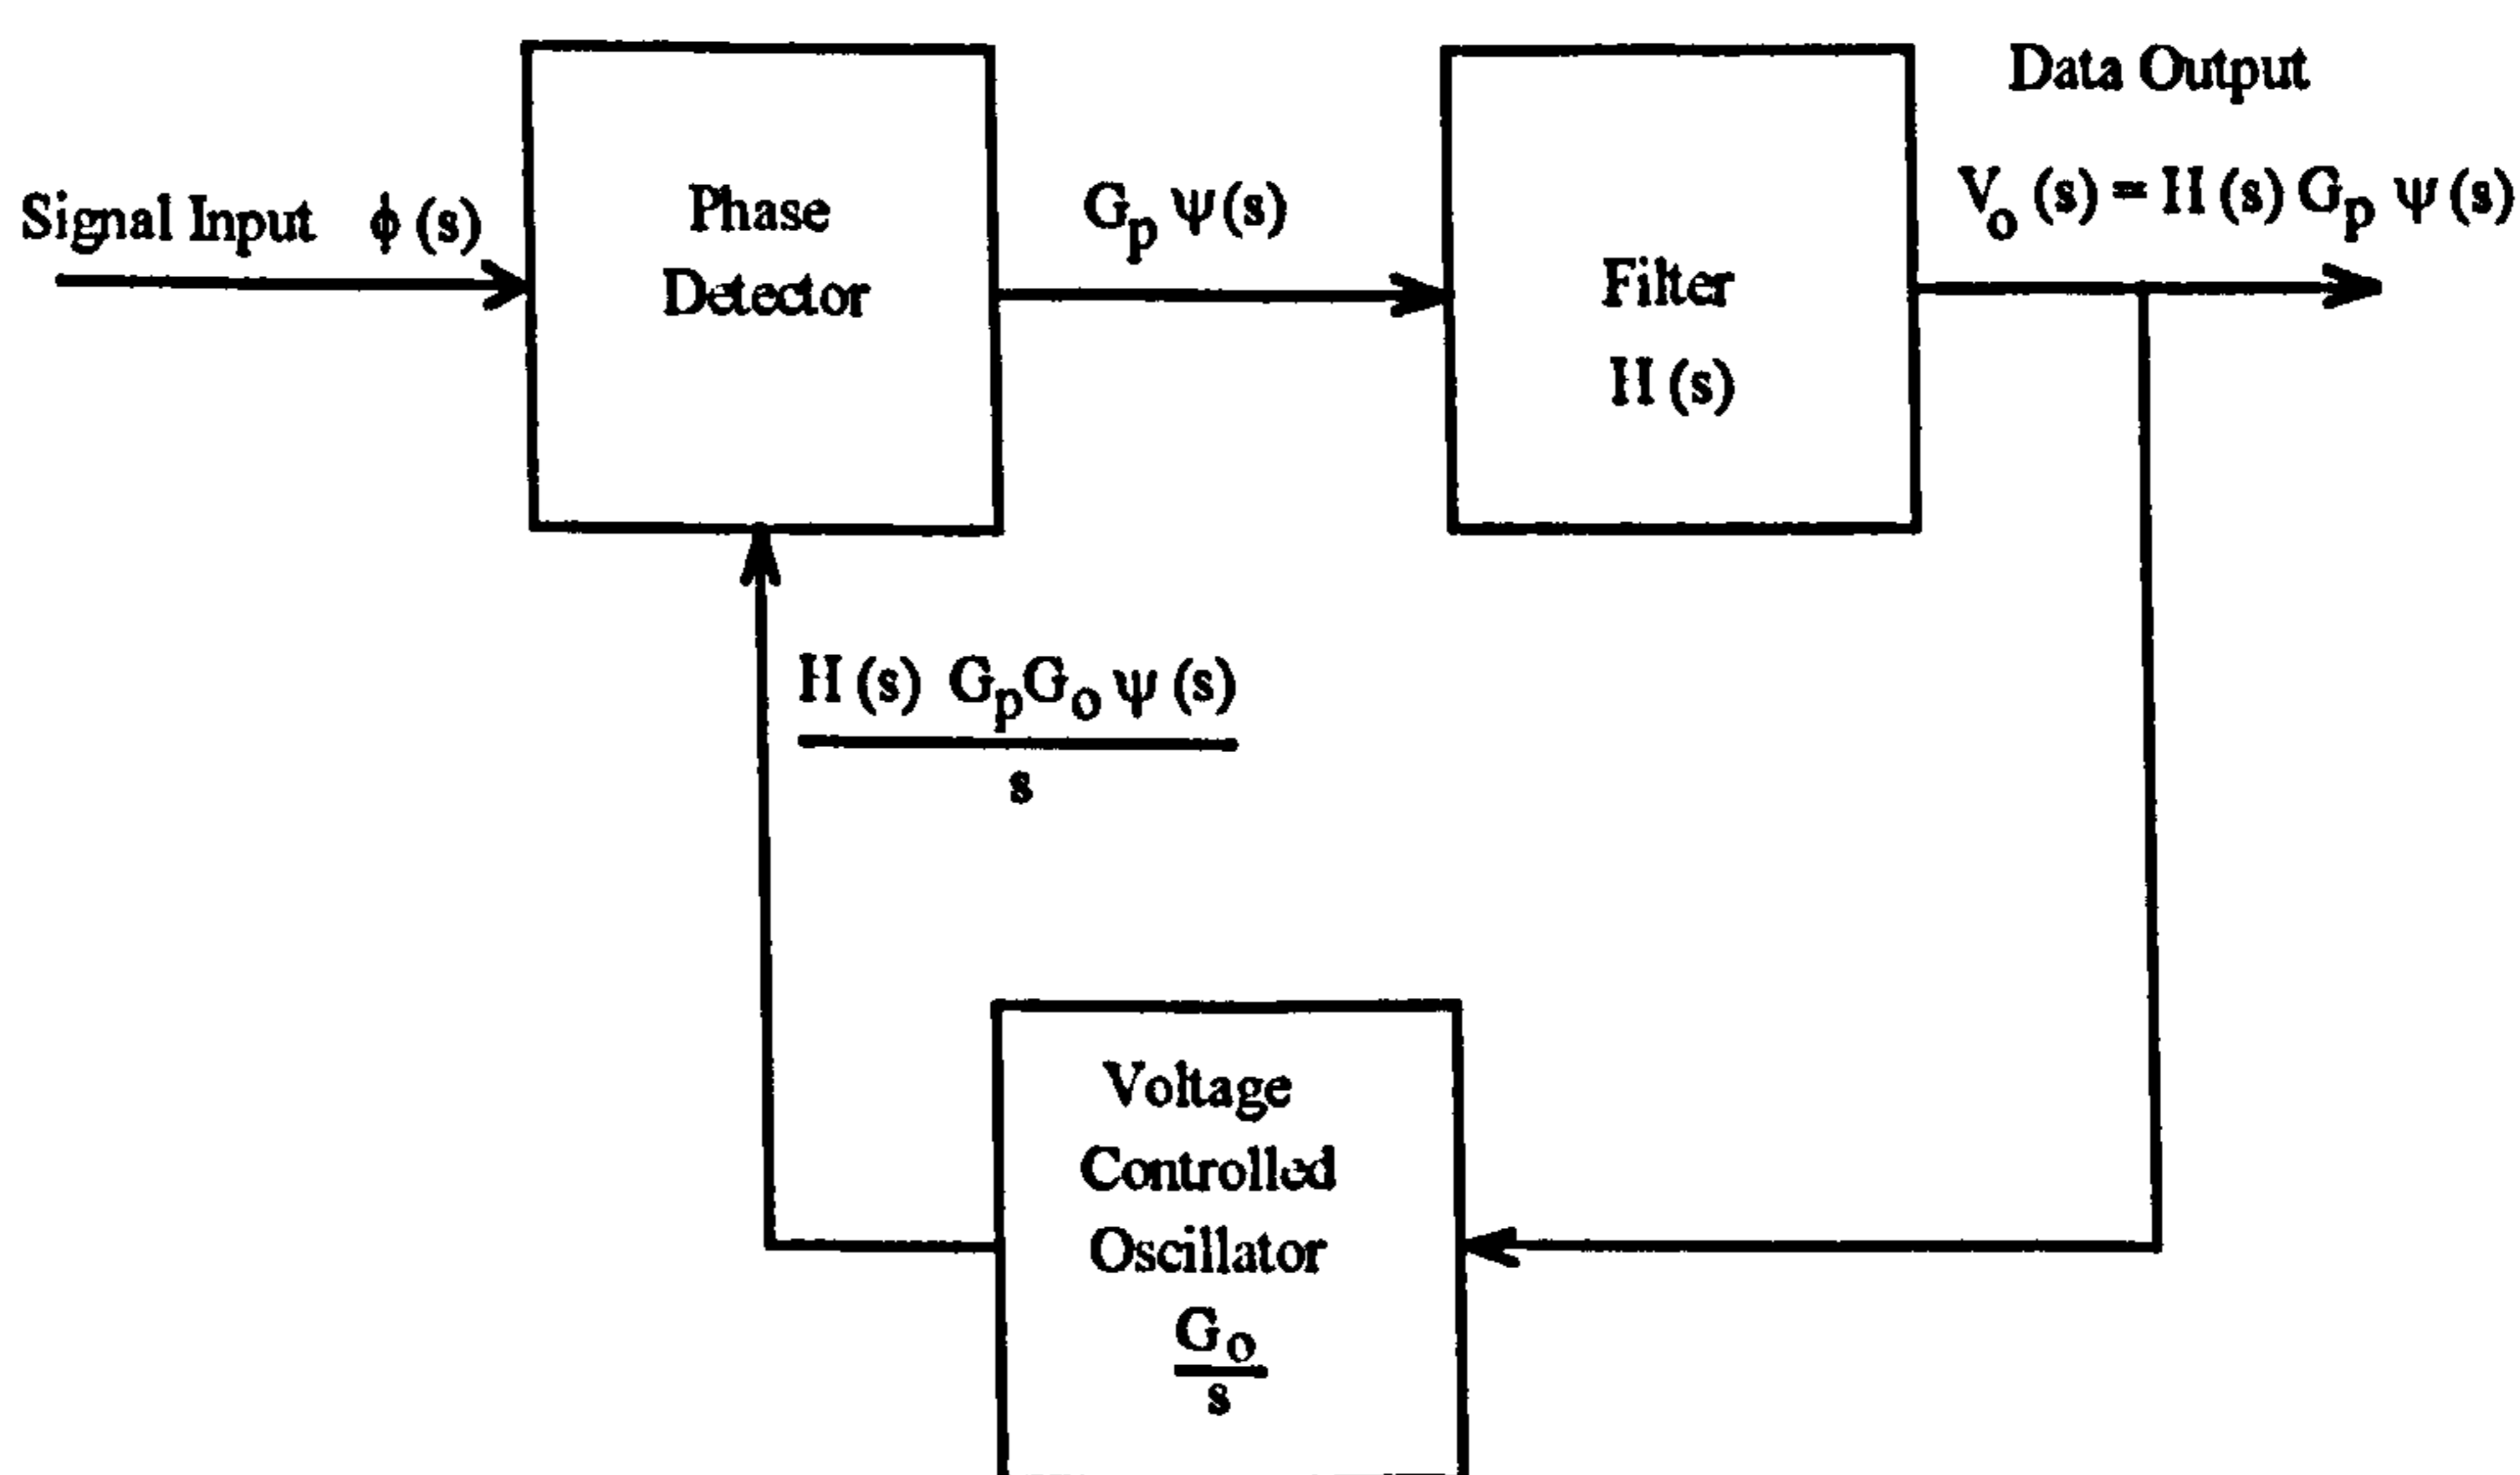 Data Output
Signal Input ϕ(s)
Phase
Detector
G_p ψ(s)
Filter
H(s)
V_o(s) = H(s) G_p ψ(s)
H(s) G_pG_o ψ(s)
s
Voltage
Controlled
Oscillator
G_o
s